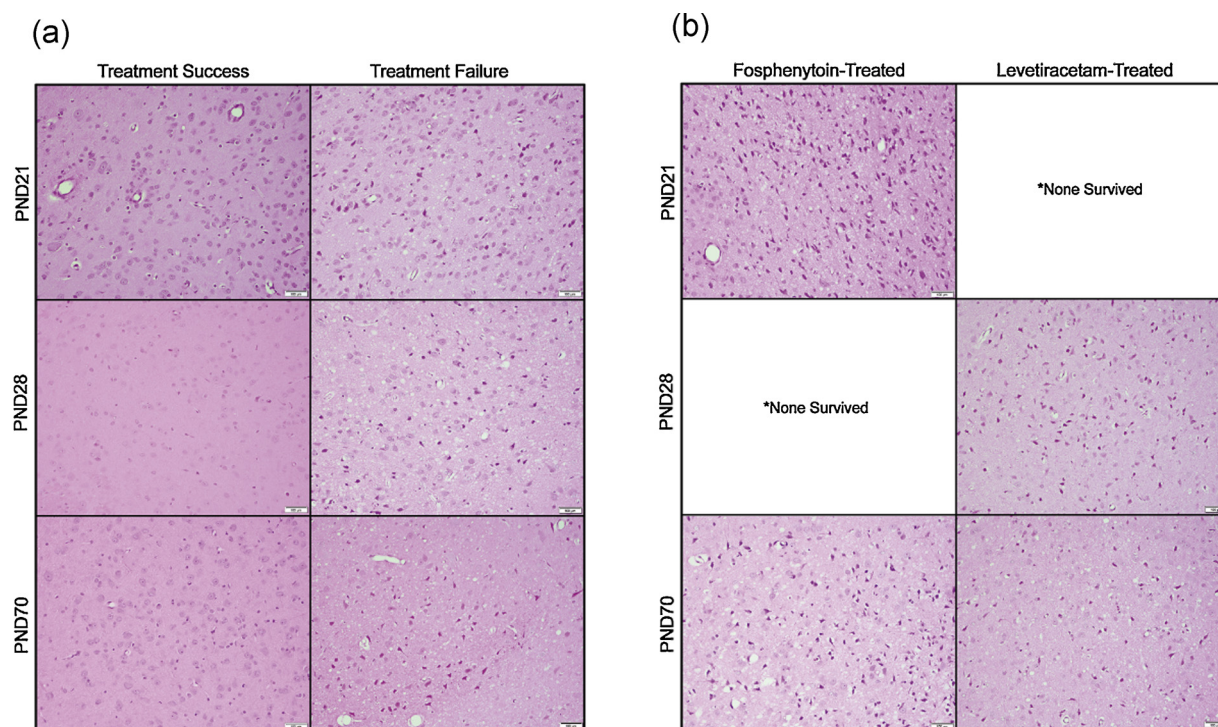 (a)
(b)
Treatment Success
Treatment Failure
Fosphenytoin-Treated
Levetiracetam-Treated
PND21
*None Survived
PND28
*None Survived
PND70
PND21
PND28
PND70